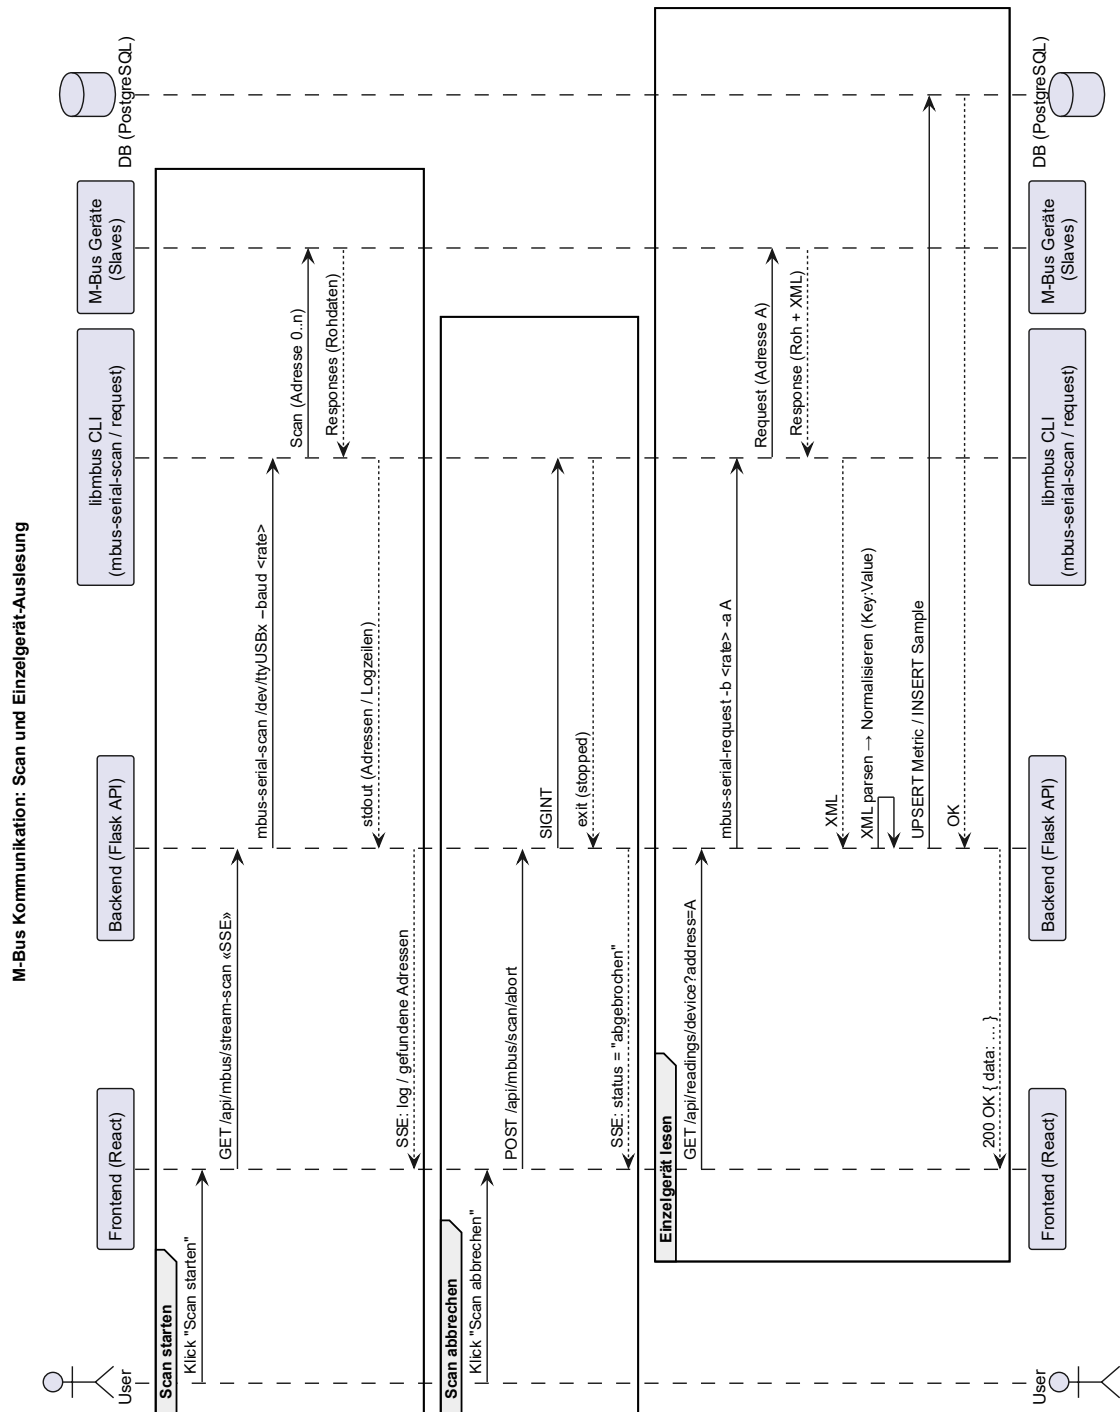 M-Bus Kommunikation: Scan und Einzelgerät-Auslesung
User
Frontend (React)
Backend (Flask API)
libmbus CLI
(mbus-serial-scan / request)
M-Bus Geräte
(Slaves)
DB (PostgreSQL)
Scan starten
Klick "Scan starten"
GET /api/mbus/stream-scan «SSE»
mbus-serial-scan /dev/ttyUSBx –baud <rate>
Scan (Adresse 0..n)
Responses (Rohdaten)
stdout (Adressen / Logzeilen)
SSE: log / gefundene Adressen
Scan abbrechen
Klick "Scan abbrechen"
POST /api/mbus/scan/abort
SIGINT
exit (stopped)
SSE: status = "abgebrochen"
Einzelgerät lesen
GET /api/readings/device?address=A
mbus-serial-request -b <rate> -a A
Request (Adresse A)
Response (Roh + XML)
XML
XML parsen → Normalisieren (Key:Value)
UPSERT Metric / INSERT Sample
OK
200 OK { data: … }
User
Frontend (React)
Backend (Flask API)
libmbus CLI
(mbus-serial-scan / request)
M-Bus Geräte
(Slaves)
DB (PostgreSQL)